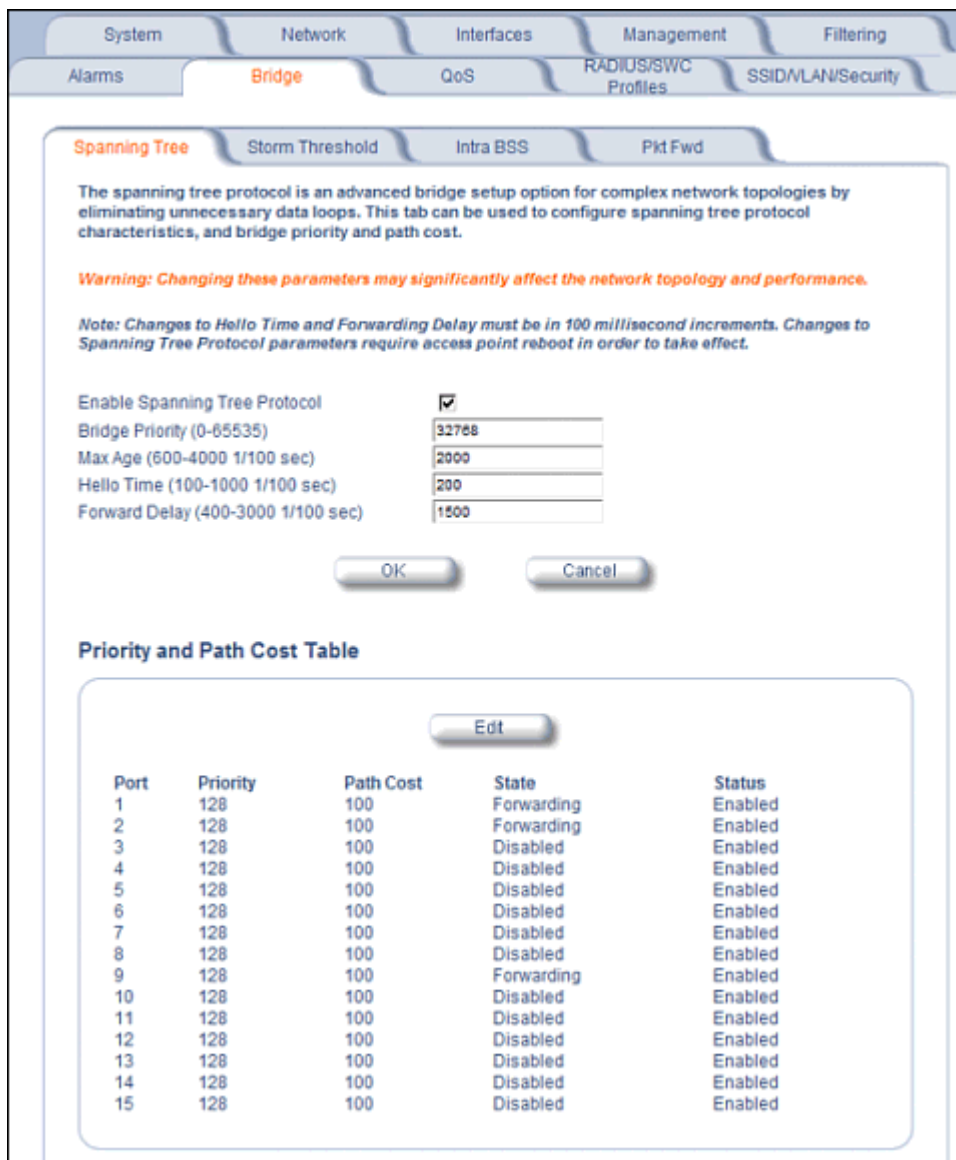 System Network Interfaces Management Filtering
Alarms Bridge QoS RADIUS/SWC Profiles SSID/VLAN/Security
Spanning Tree Storm Threshold Intra BSS Pkt Fwd
The spanning tree protocol is an advanced bridge setup option for complex network topologies by
eliminating unnecessary data loops. This tab can be used to configure spanning tree protocol
characteristics, and bridge priority and path cost.
Warning: Changing these parameters may significantly affect the network topology and performance.
Note: Changes to Hello Time and Forwarding Delay must be in 100 millisecond increments. Changes to
Spanning Tree Protocol parameters require access point reboot in order to take effect.
Enable Spanning Tree Protocol
Bridge Priority (0-65535) 32768
Max Age (600-4000 1/100 sec) 2000
Hello Time (100-1000 1/100 sec) 200
Forward Delay (400-3000 1/100 sec) 1500
OK Cancel
Priority and Path Cost Table
Edit
Port Priority Path Cost State Status
1 128 100 Forwarding Enabled
2 128 100 Forwarding Enabled
3 128 100 Disabled Enabled
4 128 100 Disabled Enabled
5 128 100 Disabled Enabled
6 128 100 Disabled Enabled
7 128 100 Disabled Enabled
8 128 100 Disabled Enabled
9 128 100 Forwarding Enabled
10 128 100 Disabled Enabled
11 128 100 Disabled Enabled
12 128 100 Disabled Enabled
13 128 100 Disabled Enabled
14 128 100 Disabled Enabled
15 128 100 Disabled Enabled